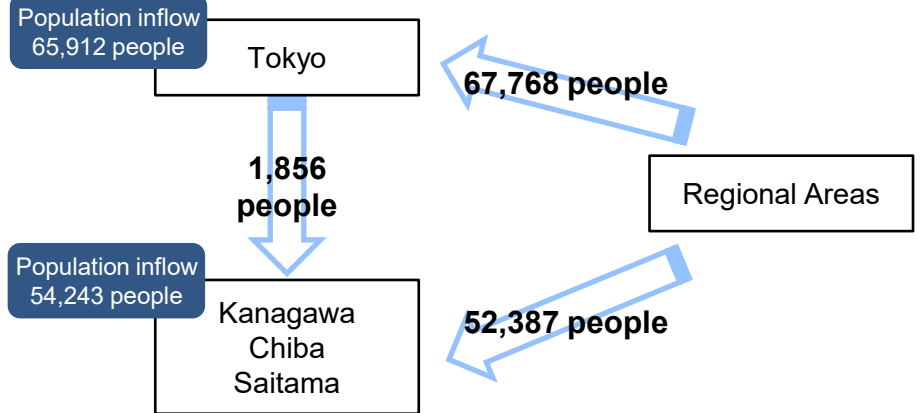 Population inflow
65,912 people
Tokyo
67,768 people
1,856
people
Regional Areas
Population inflow
54,243 people
52,387 people
Kanagawa
Chiba
Saitama